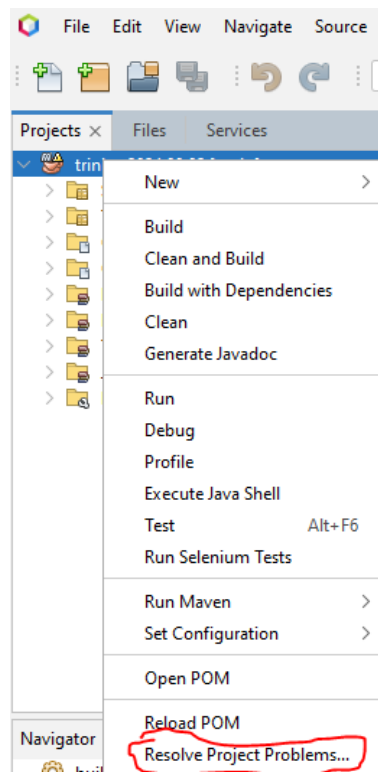 File Edit View Navigate Source
Projects × Files Services
New
Build
Clean and Build
Build with Dependencies
Clean
Generate Javadoc
Run
Debug
Profile
Execute Java Shell
Test Alt+F6
Run Selenium Tests
Run Maven
Set Configuration
Open POM
Reload POM
Navigator
Resolve Project Problems...